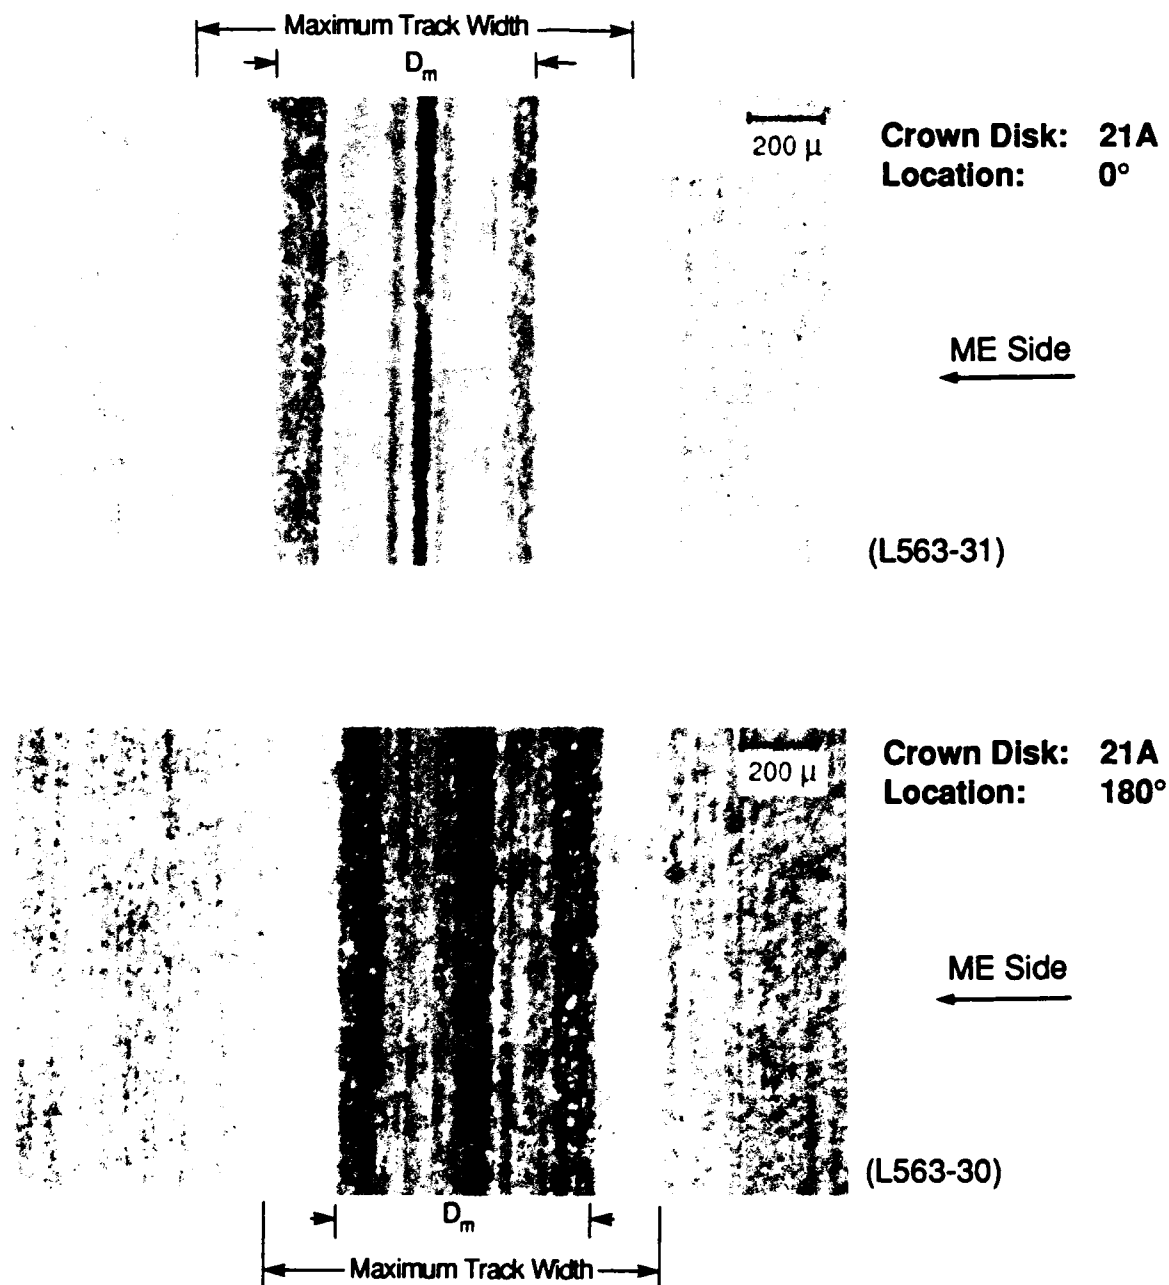 Maximum Track Width
Dm
200 μ
Crown Disk: 21A
Location: 0°
ME Side
(L563-31)
200 μ
Crown Disk: 21A
Location: 180°
ME Side
(L563-30)
Dm
Maximum Track Width